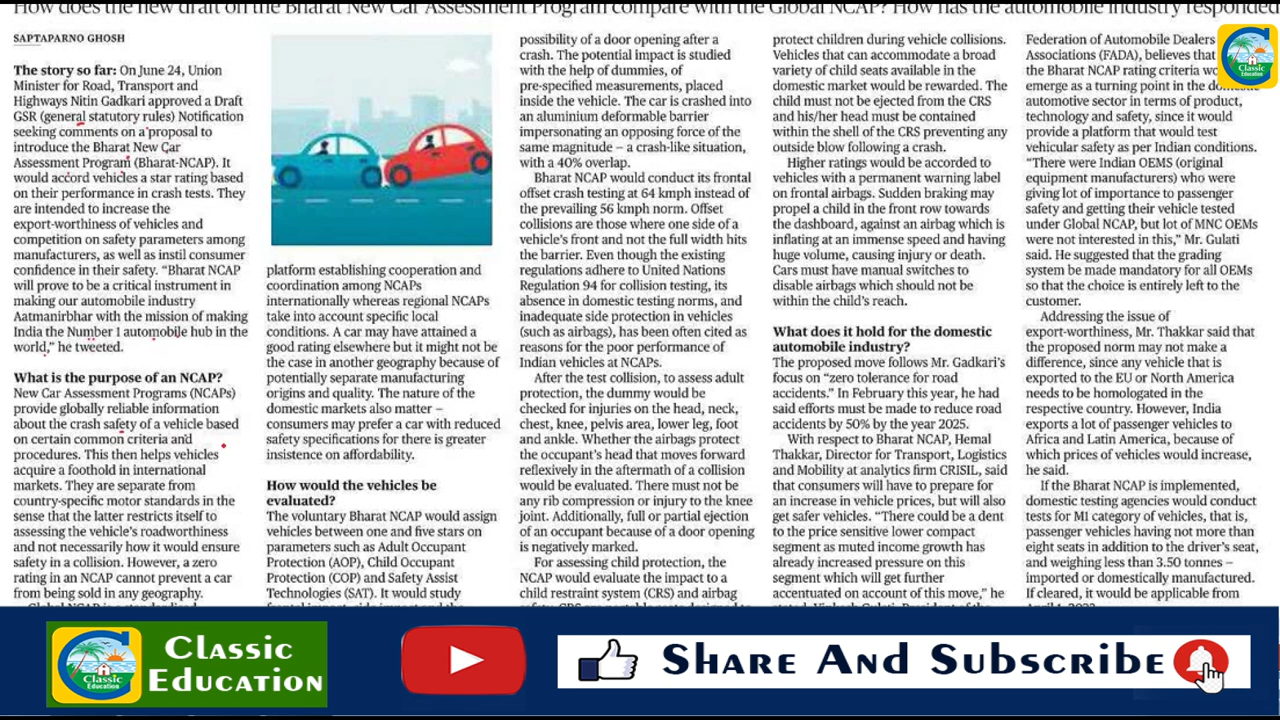 How does the new draft on the Bharat New Car Assessment Program compare with the Global NCAP? How has the automobile industry responded
SAPTAPARNO GHOSH
The story so far: On June 24, Union
Minister for Road, Transport and
Highways Nitin Gadkari approved a Draft
GSR (general statutory rules) Notification
seeking comments on a proposal to
introduce the Bharat New Car
Assessment Program (Bharat-NCAP). It
would accord vehicles a star rating based
on their performance in crash tests. They
are intended to increase the
export-worthiness of vehicles and
competition on safety parameters among
manufacturers, as well as instil consumer
confidence in their safety. “Bharat NCAP
will prove to be a critical instrument in
making our automobile industry
Aatmanirbhar with the mission of making
India the Number 1 automobile hub in the
world,” he tweeted.
What is the purpose of an NCAP?
New Car Assessment Programs (NCAPs)
provide globally reliable information
about the crash safety of a vehicle based
on certain common criteria and
procedures. This then helps vehicles
acquire a foothold in international
markets. They are separate from
country-specific motor standards in the
sense that the latter restricts itself to
assessing the vehicle's roadworthiness
and not necessarily how it would ensure
safety in a collision. However, a zero
rating in an NCAP cannot prevent a car
from being sold in any geography.
Global NCAP is a standardised
platform establishing cooperation and
coordination among NCAPs
internationally whereas regional NCAPs
take into account specific local
conditions. A car may have attained a
good rating elsewhere but it might not be
the case in another geography because of
potentially separate manufacturing
origins and quality. The nature of the
domestic markets also matter –
consumers may prefer a car with reduced
safety specifications for there is greater
insistence on affordability.
How would the vehicles be
evaluated?
The voluntary Bharat NCAP would assign
vehicles between one and five stars on
parameters such as Adult Occupant
Protection (AOP), Child Occupant
Protection (COP) and Safety Assist
Technologies (SAT). It would study
frontal impact, side impact and the
possibility of a door opening after a
crash. The potential impact is studied
with the help of dummies, of
pre-specified measurements, placed
inside the vehicle. The car is crashed into
an aluminium deformable barrier
impersonating an opposing force of the
same magnitude – a crash-like situation,
with a 40% overlap.
Bharat NCAP would conduct its frontal
offset crash testing at 64 kmph instead of
the prevailing 56 kmph norm. Offset
collisions are those where one side of a
vehicle's front and not the full width hits
the barrier. Even though the existing
regulations adhere to United Nations
Regulation 94 for collision testing, its
absence in domestic testing norms, and
inadequate side protection in vehicles
(such as airbags), has been often cited as
reasons for the poor performance of
Indian vehicles at NCAPs.
After the test collision, to assess adult
protection, the dummy would be
checked for injuries on the head, neck,
chest, knee, pelvis area, lower leg, foot
and ankle. Whether the airbags protect
the occupant's head that moves forward
reflexively in the aftermath of a collision
would be evaluated. There must not be
any rib compression or injury to the knee
joint. Additionally, full or partial ejection
of an occupant because of a door opening
is negatively marked.
For assessing child protection, the
NCAP would evaluate the impact to a
child restraint system (CRS) and airbag
protect children during vehicle collisions.
Vehicles that can accommodate a broad
variety of child seats available in the
domestic market would be rewarded. The
child must not be ejected from the CRS
and his/her head must be contained
within the shell of the CRS preventing any
outside blow following a crash.
Higher ratings would be accorded to
vehicles with a permanent warning label
on frontal airbags. Sudden braking may
propel a child in the front row towards
the dashboard, against an airbag which is
inflating at an immense speed and having
huge volume, causing injury or death.
Cars must have manual switches to
disable airbags which should not be
within the child's reach.
What does it hold for the domestic
automobile industry?
The proposed move follows Mr. Gadkari's
focus on “zero tolerance for road
accidents.” In February this year, he had
said efforts must be made to reduce road
accidents by 50% by the year 2025.
With respect to Bharat NCAP, Hemal
Thakkar, Director for Transport, Logistics
and Mobility at analytics firm CRISIL, said
that consumers will have to prepare for
an increase in vehicle prices, but will also
get safer vehicles. “There could be a dent
to the price sensitive lower compact
segment as muted income growth has
already increased pressure on this
segment which will get further
accentuated on account of this move,” he
Federation of Automobile Dealers
Associations (FADA), believes that
the Bharat NCAP rating criteria
emerge as a turning point in the domestic
automotive sector in terms of product,
technology and safety, since it would
provide a platform that would test
vehicular safety as per Indian conditions.
“There were Indian OEMS (original
equipment manufacturers) who were
giving lot of importance to passenger
safety and getting their vehicle tested
under Global NCAP, but lot of MNC OEMs
were not interested in this,” Mr. Gulati
said. He suggested that the grading
system be made mandatory for all OEMs
so that the choice is entirely left to the
customer.
Addressing the issue of
export-worthiness, Mr. Thakkar said that
the proposed norm may not make a
difference, since any vehicle that is
exported to the EU or North America
needs to be homologated in the
respective country. However, India
exports a lot of passenger vehicles to
Africa and Latin America, because of
which prices of vehicles would increase,
he said.
If the Bharat NCAP is implemented,
domestic testing agencies would conduct
tests for M1 category of vehicles, that is,
passenger vehicles having not more than
eight seats in addition to the driver's seat,
and weighing less than 3.50 tonnes –
imported or domestically manufactured.
If cleared, it would be applicable from
Classic
Education
Classic
Education
Classic
Education
Share And Subscribe